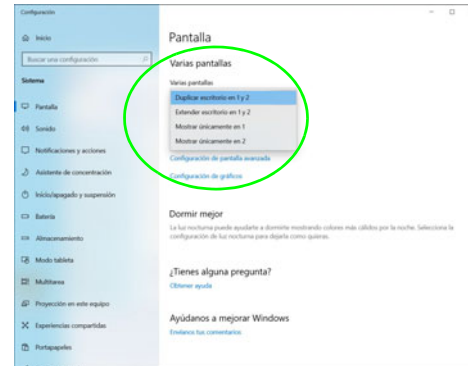 Configuración
Inicio
Buscar una configuración
Sistema
Pantalla
Sonido
Notificaciones y acciones
Asistente de concentración
Inicio/apagado y suspensión
Batería
Almacenamiento
Modo tableta
Multitarea
Proyección en este equipo
Experiencias compartidas
Portapapeles
Pantalla
Varias pantallas
Varias pantallas
Duplicar escritorio en 1 y 2
Extender escritorio en 1 y 2
Mostrar únicamente en 1
Mostrar únicamente en 2
Configuración de pantalla avanzada
Configuración de gráficos
Dormir mejor
La luz nocturna puede ayudarte a dormirte mostrando colores más cálidos por la noche. Selecciona la
configuración de luz nocturna para dejarla como quieras.
¿Tienes alguna pregunta?
Obtener ayuda
Ayúdanos a mejorar Windows
Envíanos tus comentarios